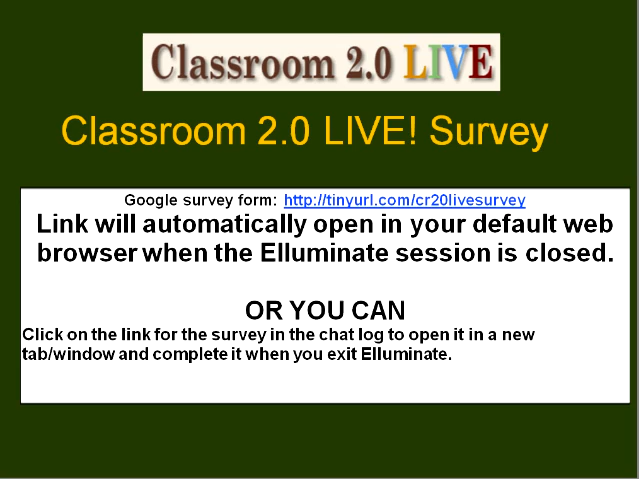 Classroom 2.0 LIVE
Classroom 2.0 LIVE! Survey
Google survey form: http://tinyurl.com/cr20livesurvey
Link will automatically open in your default web
browser when the Elluminate session is closed.
OR YOU CAN
Click on the link for the survey in the chat log to open it in a new
tab/window and complete it when you exit Elluminate.